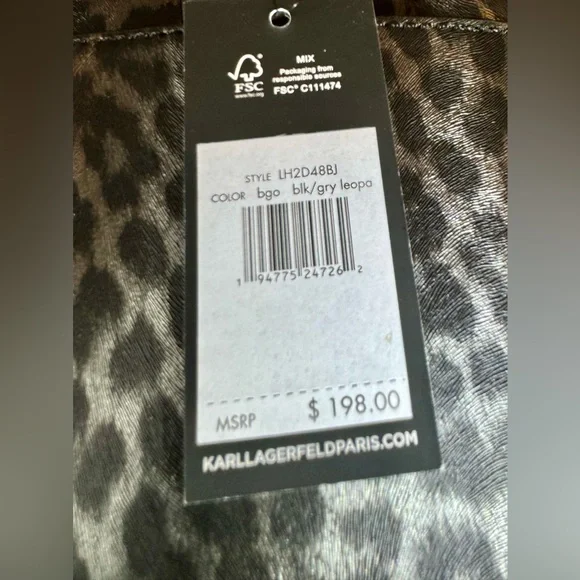 MIX
Packaging from
responsible sources
FSC® C111474
FSC
www.fsc.org
STYLE LH2D48BJ
COLOR bgo blk/gry leopa
1 94775 24726 2
MSRP $ 198.00
KARLLAGERFELDPARIS.COM